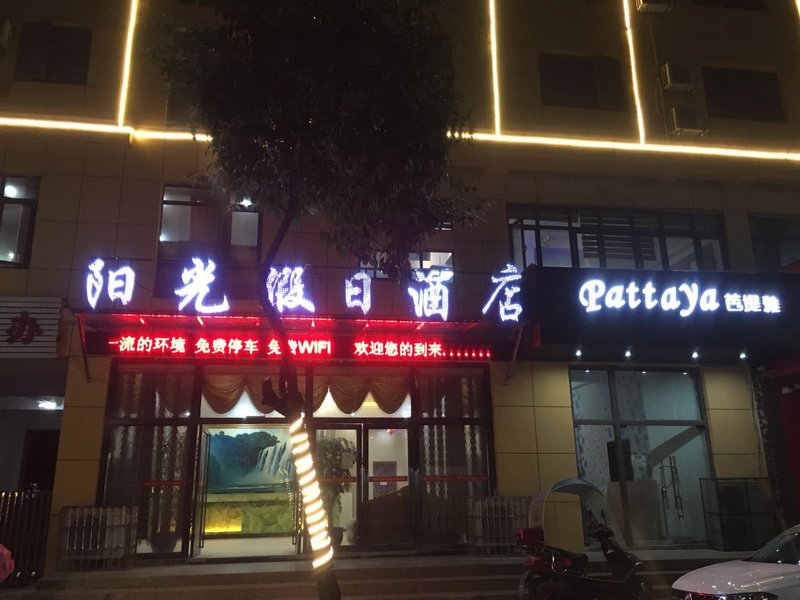 阳光假日酒店
Pattaya 芭提雅
一流的环境 免费停车 免费WIFI 欢迎您的到来......
办